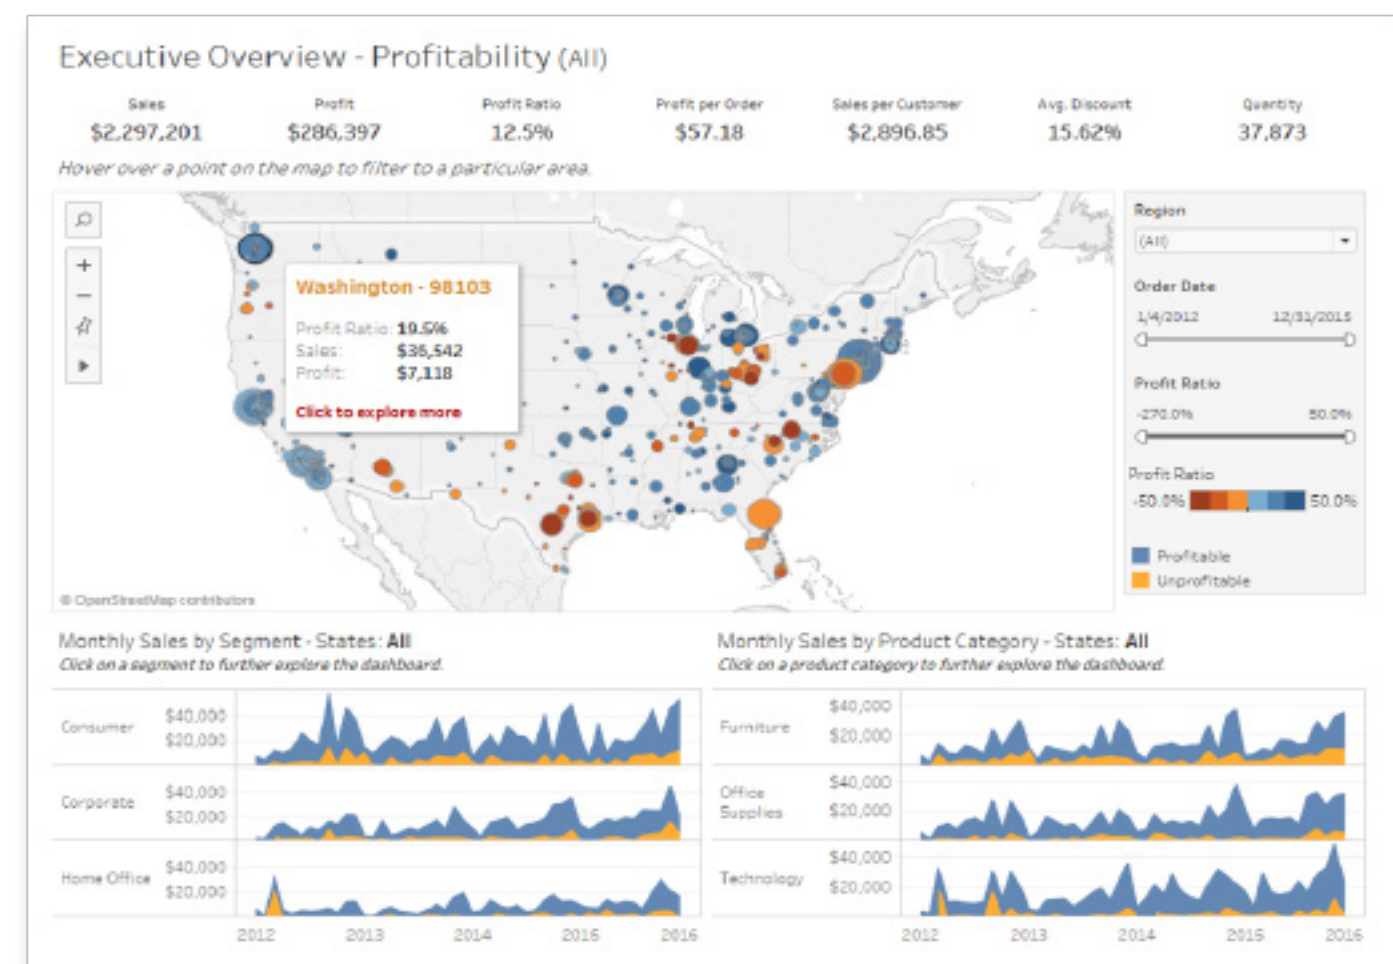 Executive Overview - Profitability (All)
Sales Profit Profit Ratio Profit per Order Sales per Customer Avg. Discount Quantity
$2,297,201 $286,397 12.5% $57.18 $2,896.85 15.62% 37,873
Hover over a point on the map to filter to a particular area.
Washington - 98103
Profit Ratio: 19.5%
Sales: $36,542
Profit: $7,118
Click to explore more
© OpenStreetMap contributors
Region
(All)
Order Date
1/4/2012 12/31/2015
Profit Ratio
-270.0% 50.0%
Profit Ratio
-50.0% 50.0%
Profitable
Unprofitable
Monthly Sales by Segment - States: All
Click on a segment to further explore the dashboard.
Consumer
$40,000
$20,000
Corporate
$40,000
$20,000
Home Office
$40,000
$20,000
2012 2013 2014 2015 2016
Monthly Sales by Product Category - States: All
Click on a product category to further explore the dashboard.
Furniture
$40,000
$20,000
Office
Supplies
$40,000
$20,000
Technology
$40,000
$20,000
2012 2013 2014 2015 2016